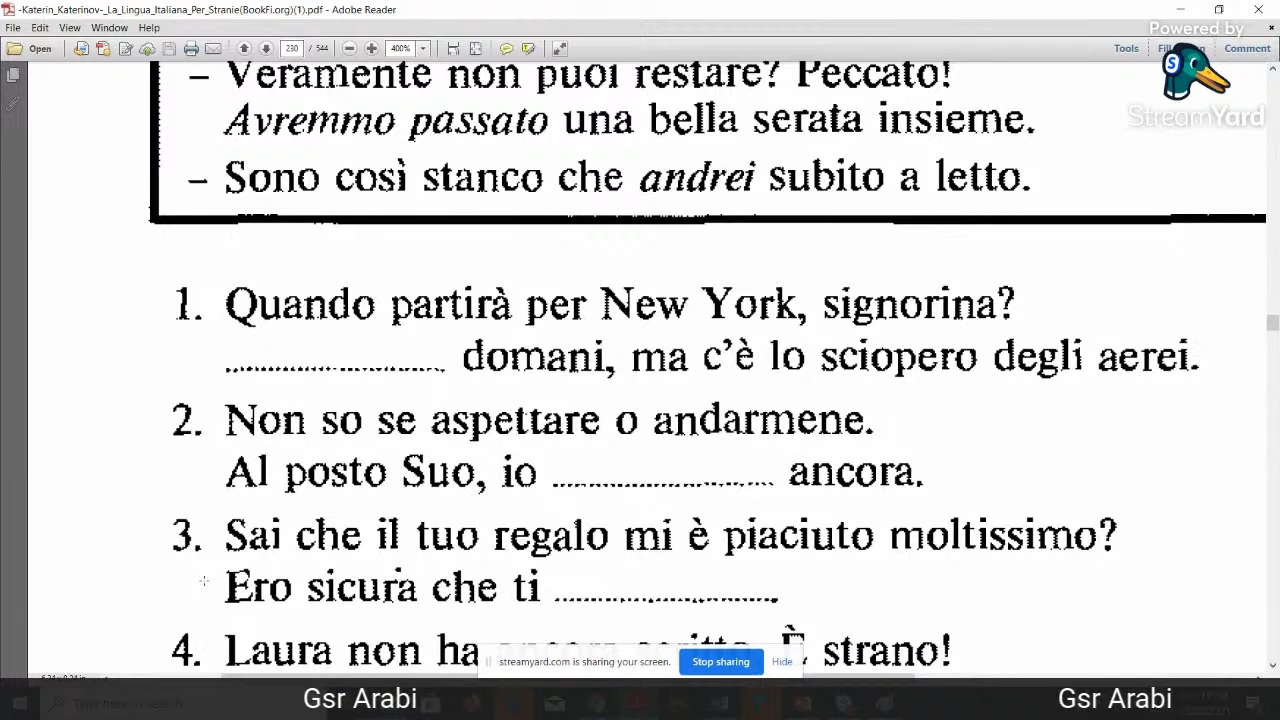 -Katerin_Katerinov-_La_Lingua_Italiana_Per_Stranie(BookFi.org)(1).pdf - Adobe Reader
File Edit View Window Help
Open 230 / 544 400% Tools Comment
Powered by
StreamYard
– Veramente non puoi restare? Peccato!
Avremmo passato una bella serata insieme.
– Sono così stanco che andrei subito a letto.
1. Quando partirà per New York, signorina?
.................... domani, ma c'è lo sciopero degli aerei.
2. Non so se aspettare o andarmene.
Al posto Suo, io .................... ancora.
3. Sai che il tuo regalo mi è piaciuto moltissimo?
Ero sicura che ti ....................
4. Laura non ha È strano!
streamyard.com is sharing your screen. Stop sharing Hide
Gsr Arabi Gsr Arabi